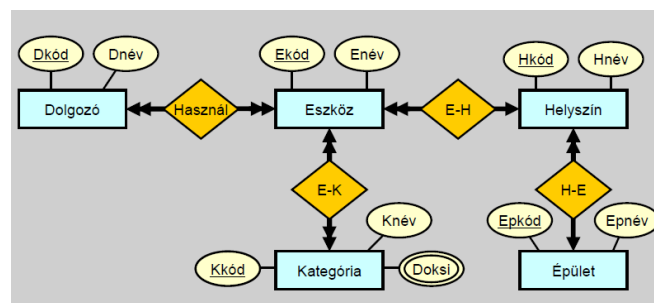 Dkód
Dnév
Ekód
Enév
Hkód
Hnév
Dolgozó
Használ
Eszköz
E-H
Helyszín
E-K
H-E
Knév
Epkód
Epnév
Kkód
Kategória
Doksi
Épület